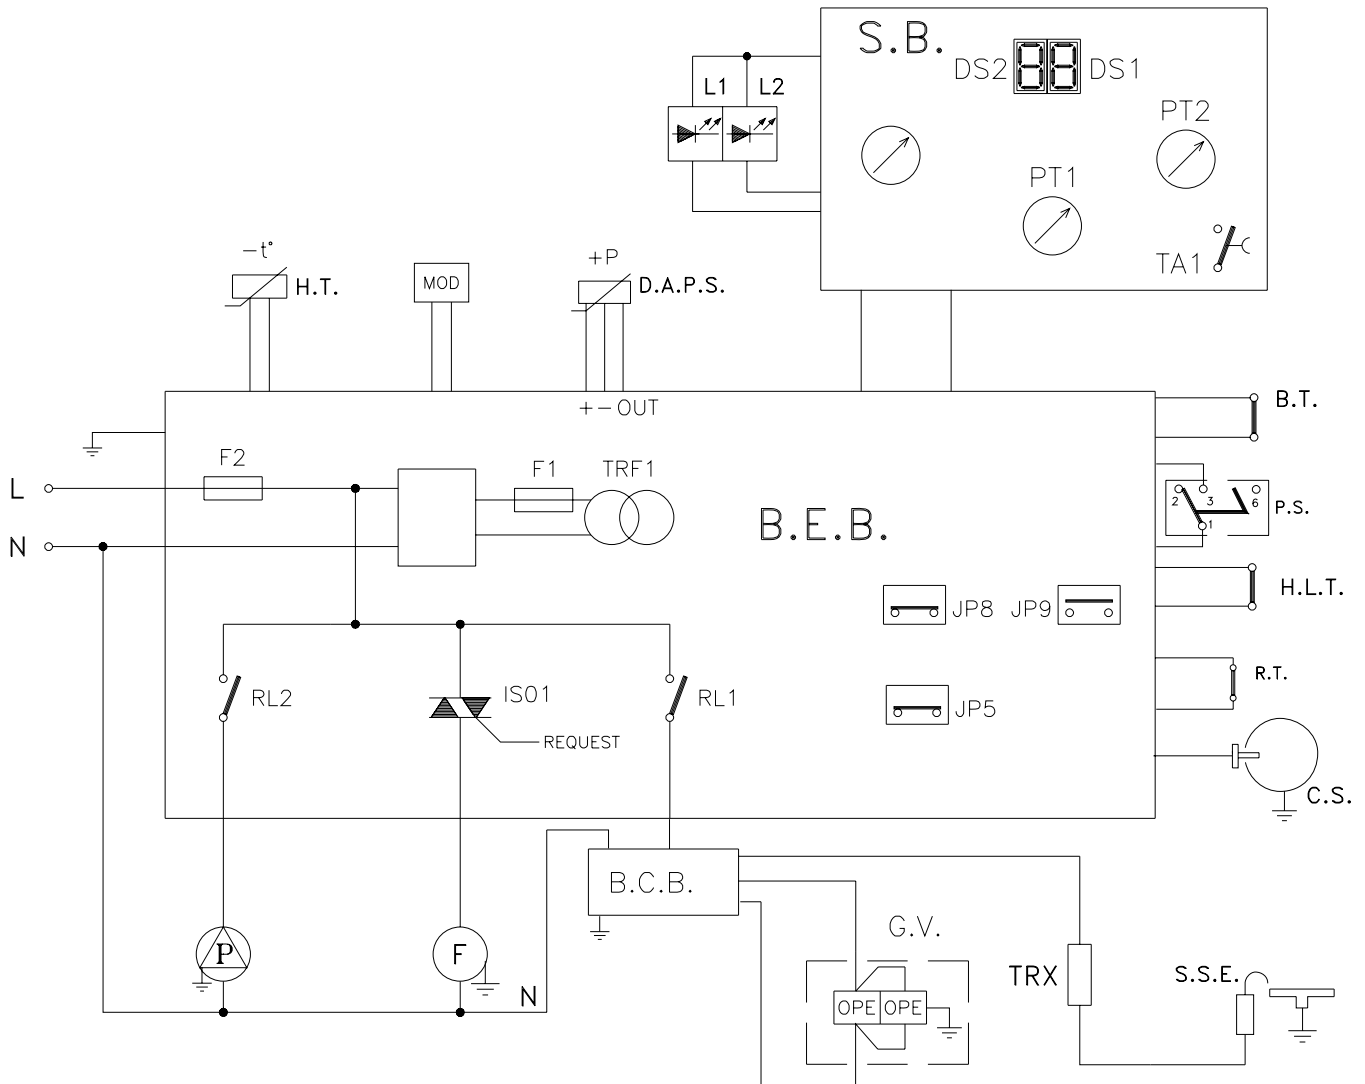 S.B.
DS2
DS1
L1
L2
PT2
PT1
TA1
-t°
H.T.
MOD
+P
D.A.P.S.
+-OUT
B.T.
F2
F1
TRF1
L
N
B.E.B.
2
3
6
1
P.S.
H.L.T.
JP8
JP9
R.T.
RL2
ISO1
RL1
JP5
REQUEST
C.S.
B.C.B.
G.V.
P
F
N
TRX
S.S.E.
OPE
OPE